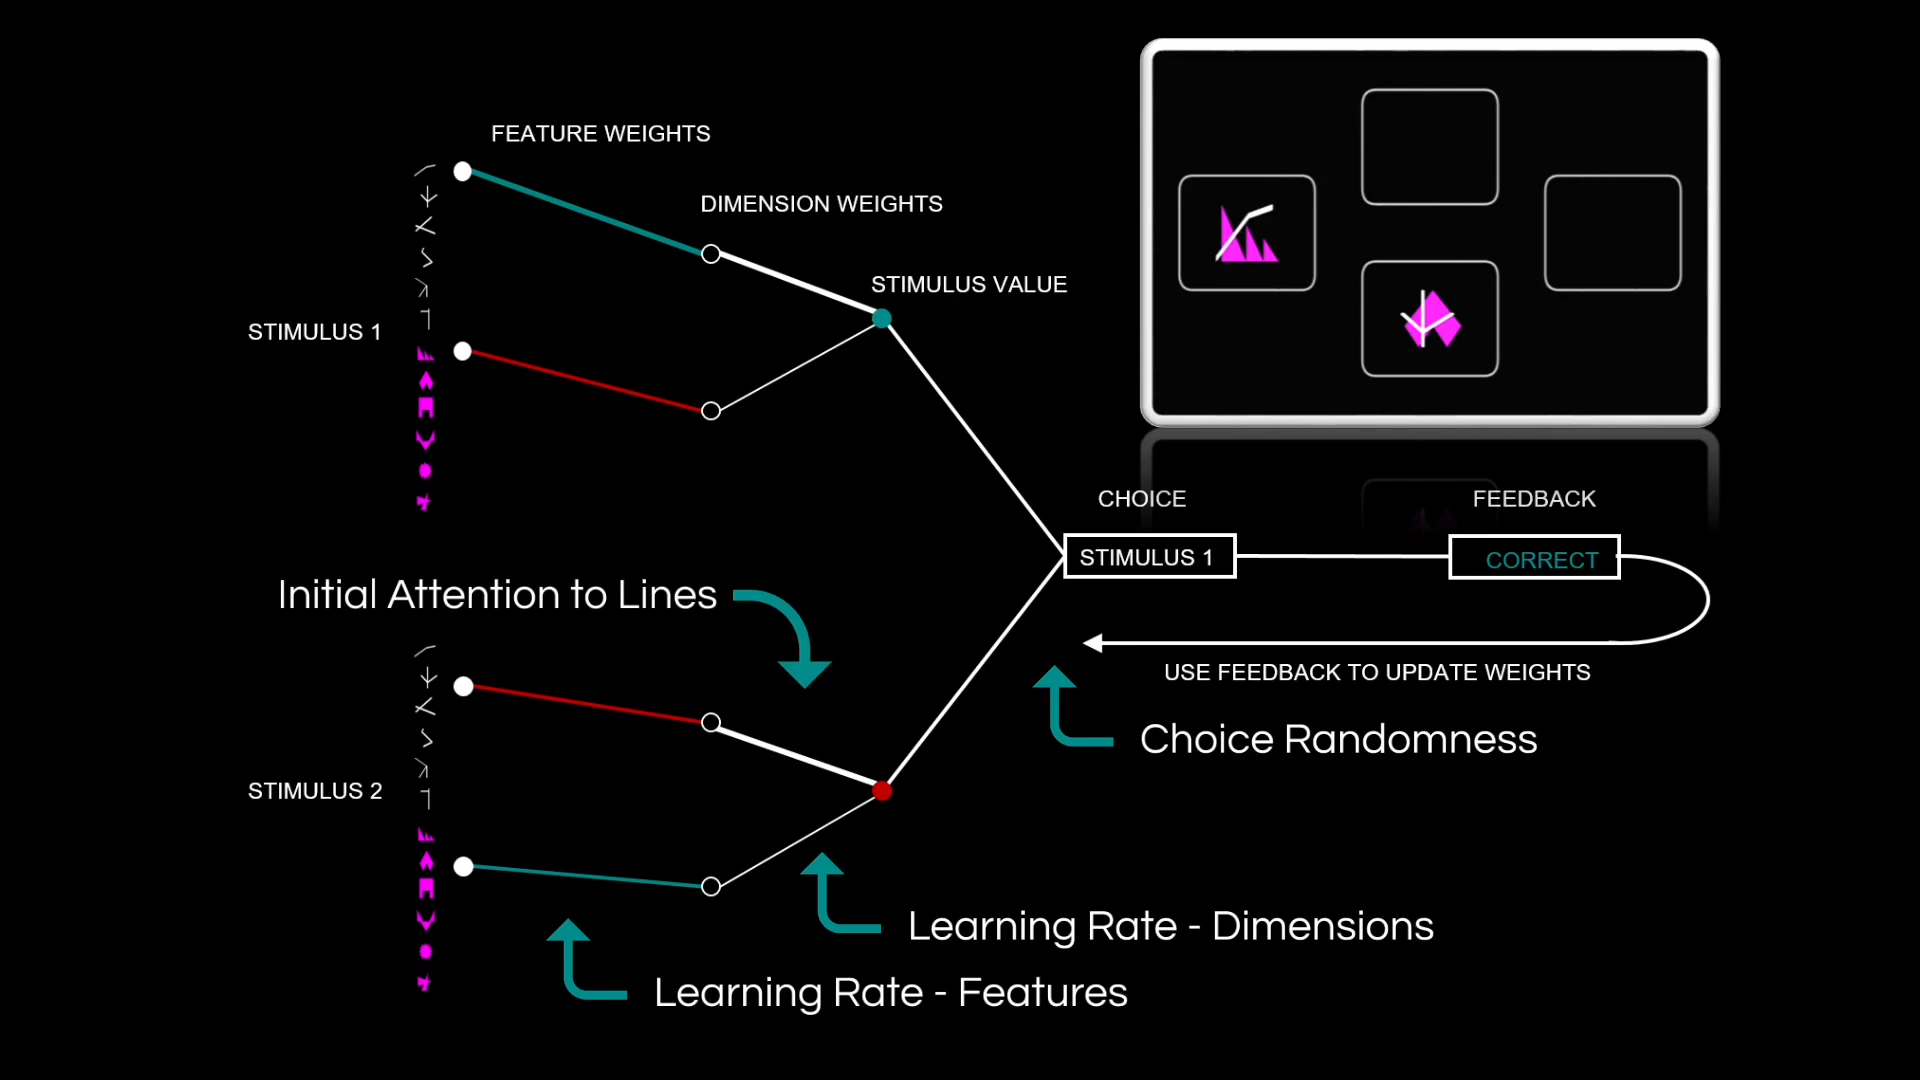 FEATURE WEIGHTS
DIMENSION WEIGHTS
STIMULUS VALUE
STIMULUS 1
CHOICE
FEEDBACK
STIMULUS 1
CORRECT
Initial Attention to Lines
USE FEEDBACK TO UPDATE WEIGHTS
Choice Randomness
STIMULUS 2
Learning Rate - Dimensions
Learning Rate - Features